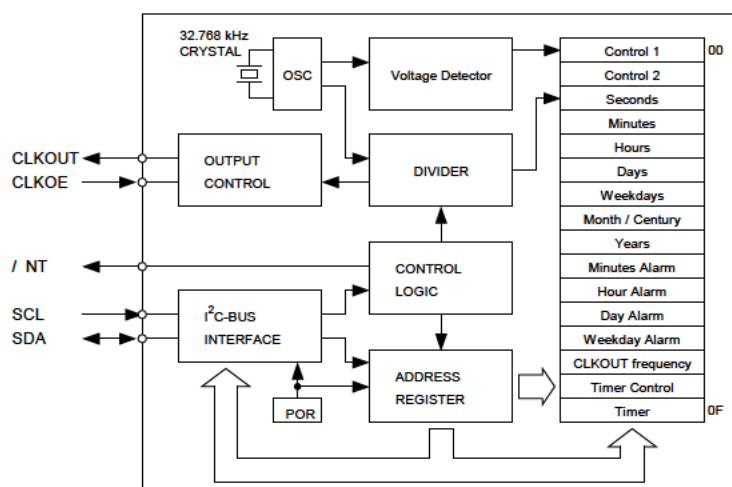 32.768 kHz
CRYSTAL
OSC
Voltage Detector
CLKOUT
CLKOE
OUTPUT
CONTROL
DIVIDER
/ NT
CONTROL
LOGIC
SCL
SDA
I²C-BUS
INTERFACE
POR
ADDRESS
REGISTER
Control 1 00
Control 2
Seconds
Minutes
Hours
Days
Weekdays
Month / Century
Years
Minutes Alarm
Hour Alarm
Day Alarm
Weekday Alarm
CLKOUT frequency
Timer Control
Timer 0F